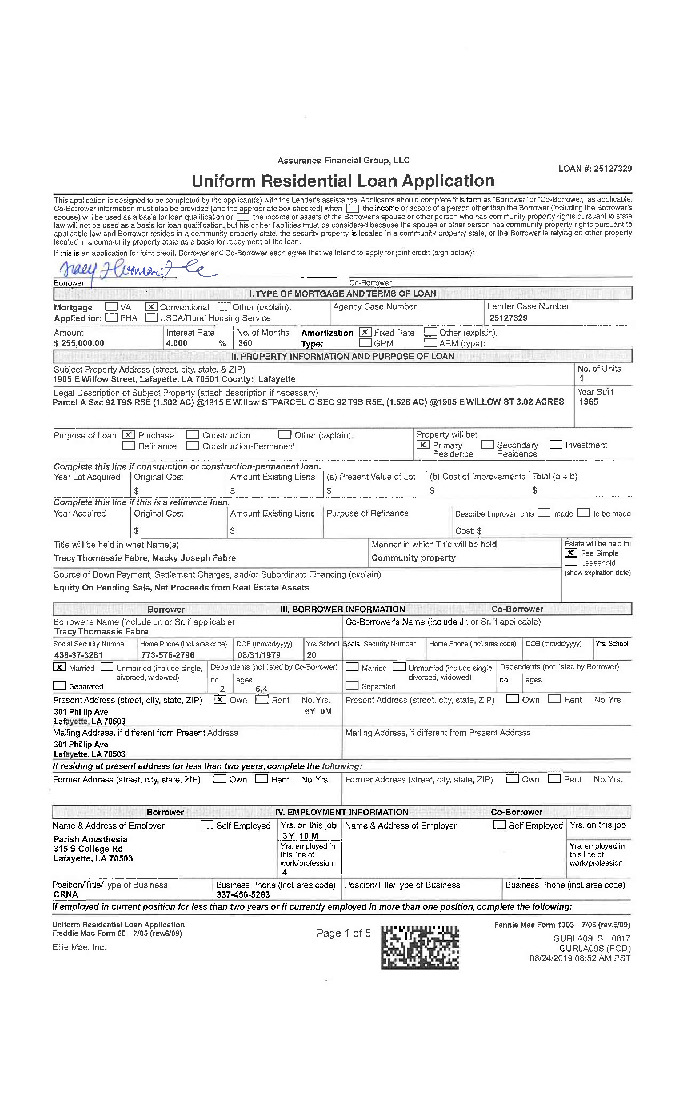 Assurance Financial Group, LLC
LOAN #: 25127329
Uniform Residential Loan Application
This application is designed to be completed by the applicant(s) with the Lender's assistance. Applicants should complete this form as "Borrower" or "Co-Borrower," as applicable.
Co-Borrower information must also be provided (and the appropriate box checked) when the income or assets of a person other than the Borrower (including the Borrower's
spouse) will be used as a basis for loan qualification or the income or assets of the Borrower's spouse or other person who has community property rights pursuant to state
law will not be used as a basis for loan qualification, but his or her liabilities must be considered because the spouse or other person has community property rights pursuant to
applicable law and Borrower resides in a community property state, the security property is located in a community property state, or the Borrower is relying on other property
located in a community property state as a basis for repayment of the loan.
If this is an application for joint credit, Borrower and Co-Borrower each agree that we intend to apply for joint credit (sign below):
Borrower Co-Borrower
I. TYPE OF MORTGAGE AND TERMS OF LOAN
Mortgage VA Conventional Other (explain): Agency Case Number Lender Case Number
Applied for: FHA USDA/Rural Housing Service 25127329
Amount Interest Rate No. of Months Amortization Fixed Rate Other (explain):
$ 255,000.00 4.000 % 360 Type: GPM ARM (type):
II. PROPERTY INFORMATION AND PURPOSE OF LOAN
Subject Property Address (street, city, state, & ZIP) No. of Units
1905 E Willow Street, Lafayette, LA 70501 County: Lafayette 1
Legal Description of Subject Property (attach description if necessary) Year Built
Parcel A Sec 92 T9S R5E (1.502 AC) @1915 E Willow STPARCEL C SEC 92 T9S R5E, (1.528 AC) @1905 E WILLOW ST 3.02 ACRES 1965
Purpose of Loan Purchase Construction Other (explain): Property will be:
Refinance Construction-Permanent Primary Residence Secondary Residence Investment
Complete this line if construction or construction-permanent loan.
Year Lot Acquired Original Cost Amount Existing Liens (a) Present Value of Lot (b) Cost of Improvements Total (a + b)
$ $ $ $ $
Complete this line if this is a refinance loan.
Year Acquired Original Cost Amount Existing Liens Purpose of Refinance Describe Improvements made to be made
$ $ Cost: $
Title will be held in what Name(s) Manner in which Title will be held Estate will be held in:
Tracy Thomassie Fabre, Macky Joseph Fabre Community property Fee Simple
Leasehold
(show expiration date)
Source of Down Payment, Settlement Charges, and/or Subordinate Financing (explain)
Equity On Pending Sale, Net Proceeds from Real Estate Assets
Borrower III. BORROWER INFORMATION Co-Borrower
Borrower's Name (include Jr. or Sr. if applicable) Co-Borrower's Name (include Jr. or Sr. if applicable)
Tracy Thomassie Fabre
Social Security Number Home Phone (incl. area code) DOB (mm/dd/yyyy) Yrs. School Social Security Number Home Phone (incl. area code) DOB (mm/dd/yyyy) Yrs. School
20
Married Unmarried (include single, divorced, widowed) Dependents (not listed by Co-Borrower) Married Unmarried (include single, divorced, widowed) Dependents (not listed by Borrower)
Separated no. 2 ages 6,4 Separated no. ages
Present Address (street, city, state, ZIP) Own Rent No. Yrs. Present Address (street, city, state, ZIP) Own Rent No. Yrs.
301 Philip Ave
Lafayette, LA 70503
Mailing Address, if different from Present Address Mailing Address, if different from Present Address
301 Philip Ave
Lafayette, LA 70503
If residing at present address for less than two years, complete the following:
Former Address (street, city, state, ZIP) Own Rent No. Yrs. Former Address (street, city, state, ZIP) Own Rent No. Yrs.
Borrower IV. EMPLOYMENT INFORMATION Co-Borrower
Name & Address of Employer Self Employed Yrs. on this job Name & Address of Employer Self Employed Yrs. on this job
3 Y 10 M
Parish Anesthesia
315 S College Rd
Lafayette, LA 70503
Yrs. employed in this line of work/profession Yrs. employed in this line of work/profession
4
Position/Title/Type of Business Business Phone (incl. area code) Position/Title/Type of Business Business Phone (incl. area code)
CRNA
If employed in current position for less than two years or if currently employed in more than one position, complete the following:
Uniform Residential Loan Application
Freddie Mac Form 65 7/05 (rev.6/09)
Ellie Mae, Inc.
Page 1 of 5
Fannie Mae Form 1003 7/05 (rev.6/09)
06/24/2019 08:52 AM PST